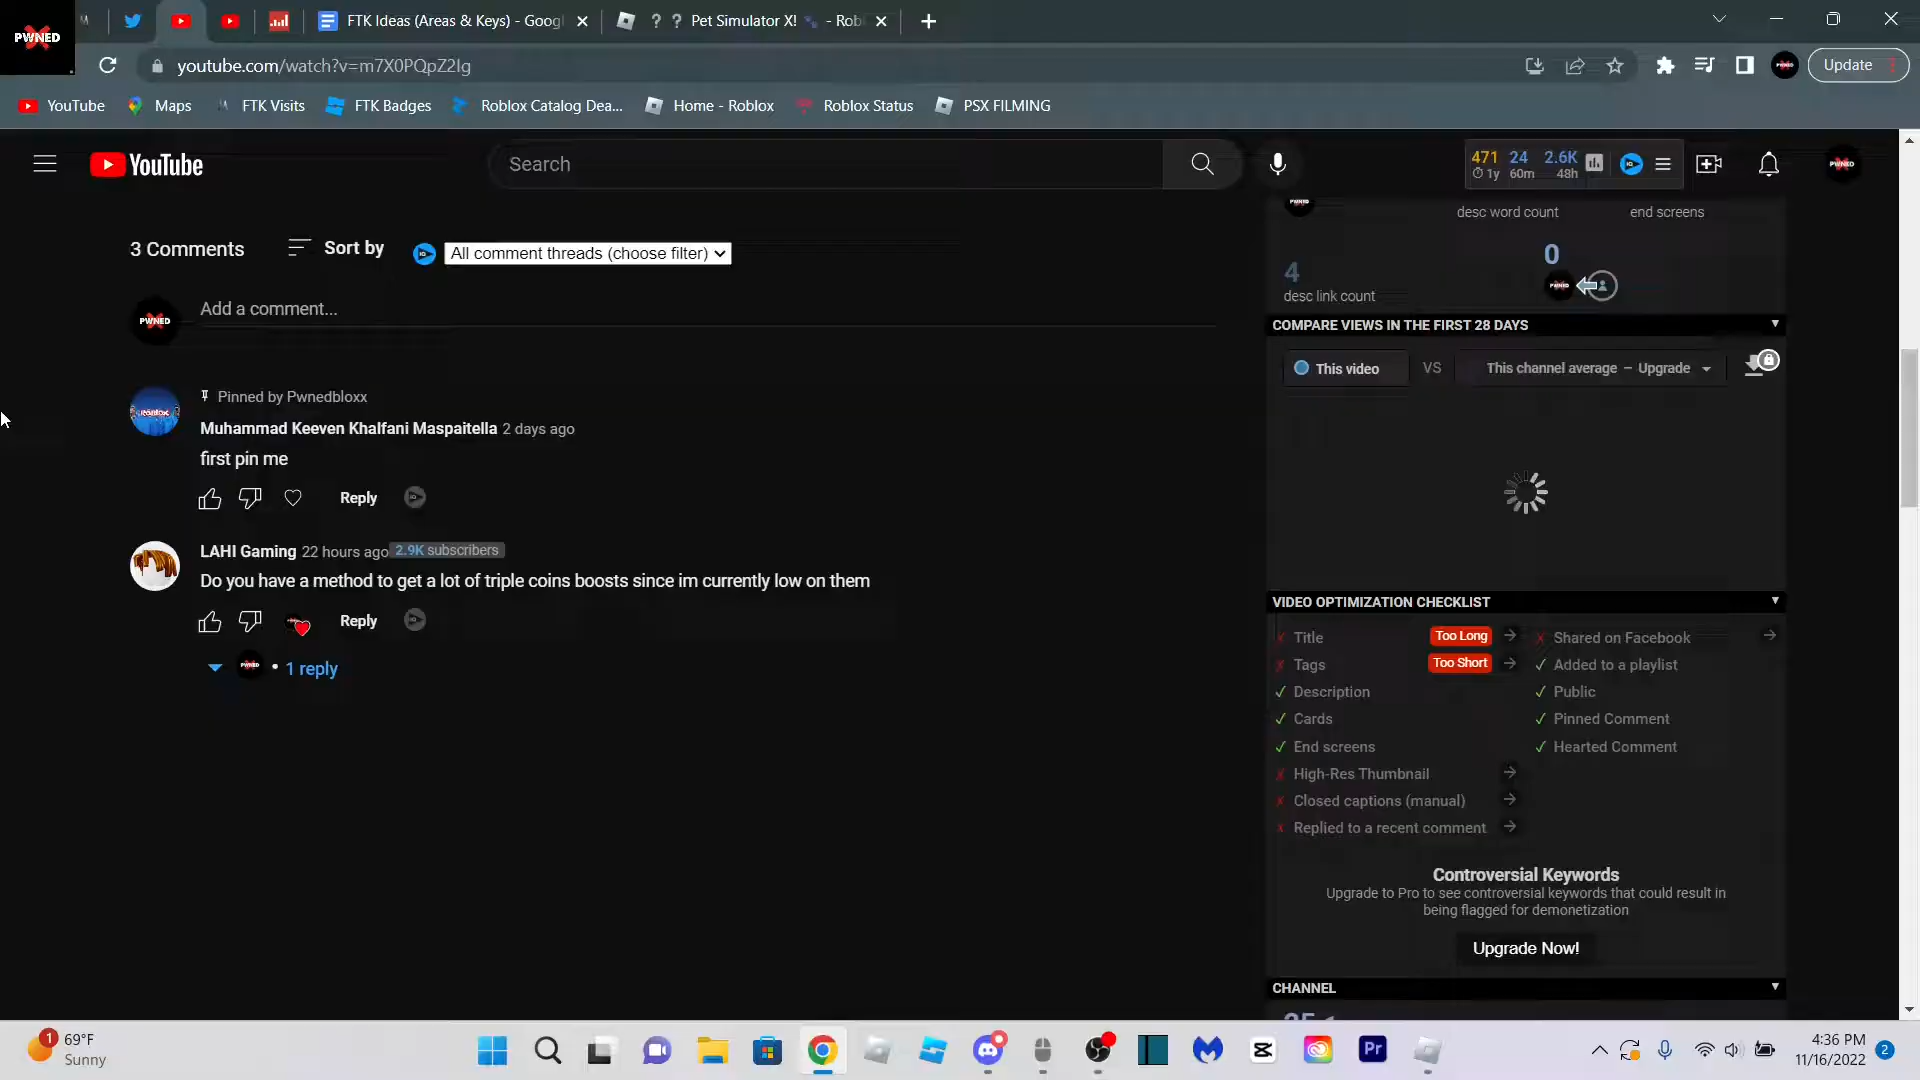 PWNED
FTK Ideas (Areas & Keys) - Goog
? ? Pet Simulator X! - Rob
youtube.com/watch?v=m7X0PQpZ2Ig
Update
YouTube
Maps
FTK Visits
FTK Badges
Roblox Catalog Dea...
Home - Roblox
Roblox Status
PSX FILMING
YouTube
Search
471 24 2.6K
1y 60m 48h
PWNED
desc word count
end screens
3 Comments
Sort by
All comment threads (choose filter)
0
4
desc link count
PWNED
PWNED
Add a comment...
COMPARE VIEWS IN THE FIRST 28 DAYS
This video
VS
This channel average – Upgrade
Pinned by Pwnedbloxx
Muhammad Keeven Khalfani Maspaitella 2 days ago
first pin me
Reply
LAHI Gaming 22 hours ago 2.9K subscribers
Do you have a method to get a lot of triple coins boosts since im currently low on them
Reply
PWNED • 1 reply
VIDEO OPTIMIZATION CHECKLIST
Title Too Long
Tags Too Short
Description
Cards
End screens
High-Res Thumbnail
Closed captions (manual)
Replied to a recent comment
Shared on Facebook
Added to a playlist
Public
Pinned Comment
Hearted Comment
Controversial Keywords
Upgrade to Pro to see controversial keywords that could result in
being flagged for demonetization
Upgrade Now!
CHANNEL
1
69°F
Sunny
Pr
4:36 PM
11/16/2022
2